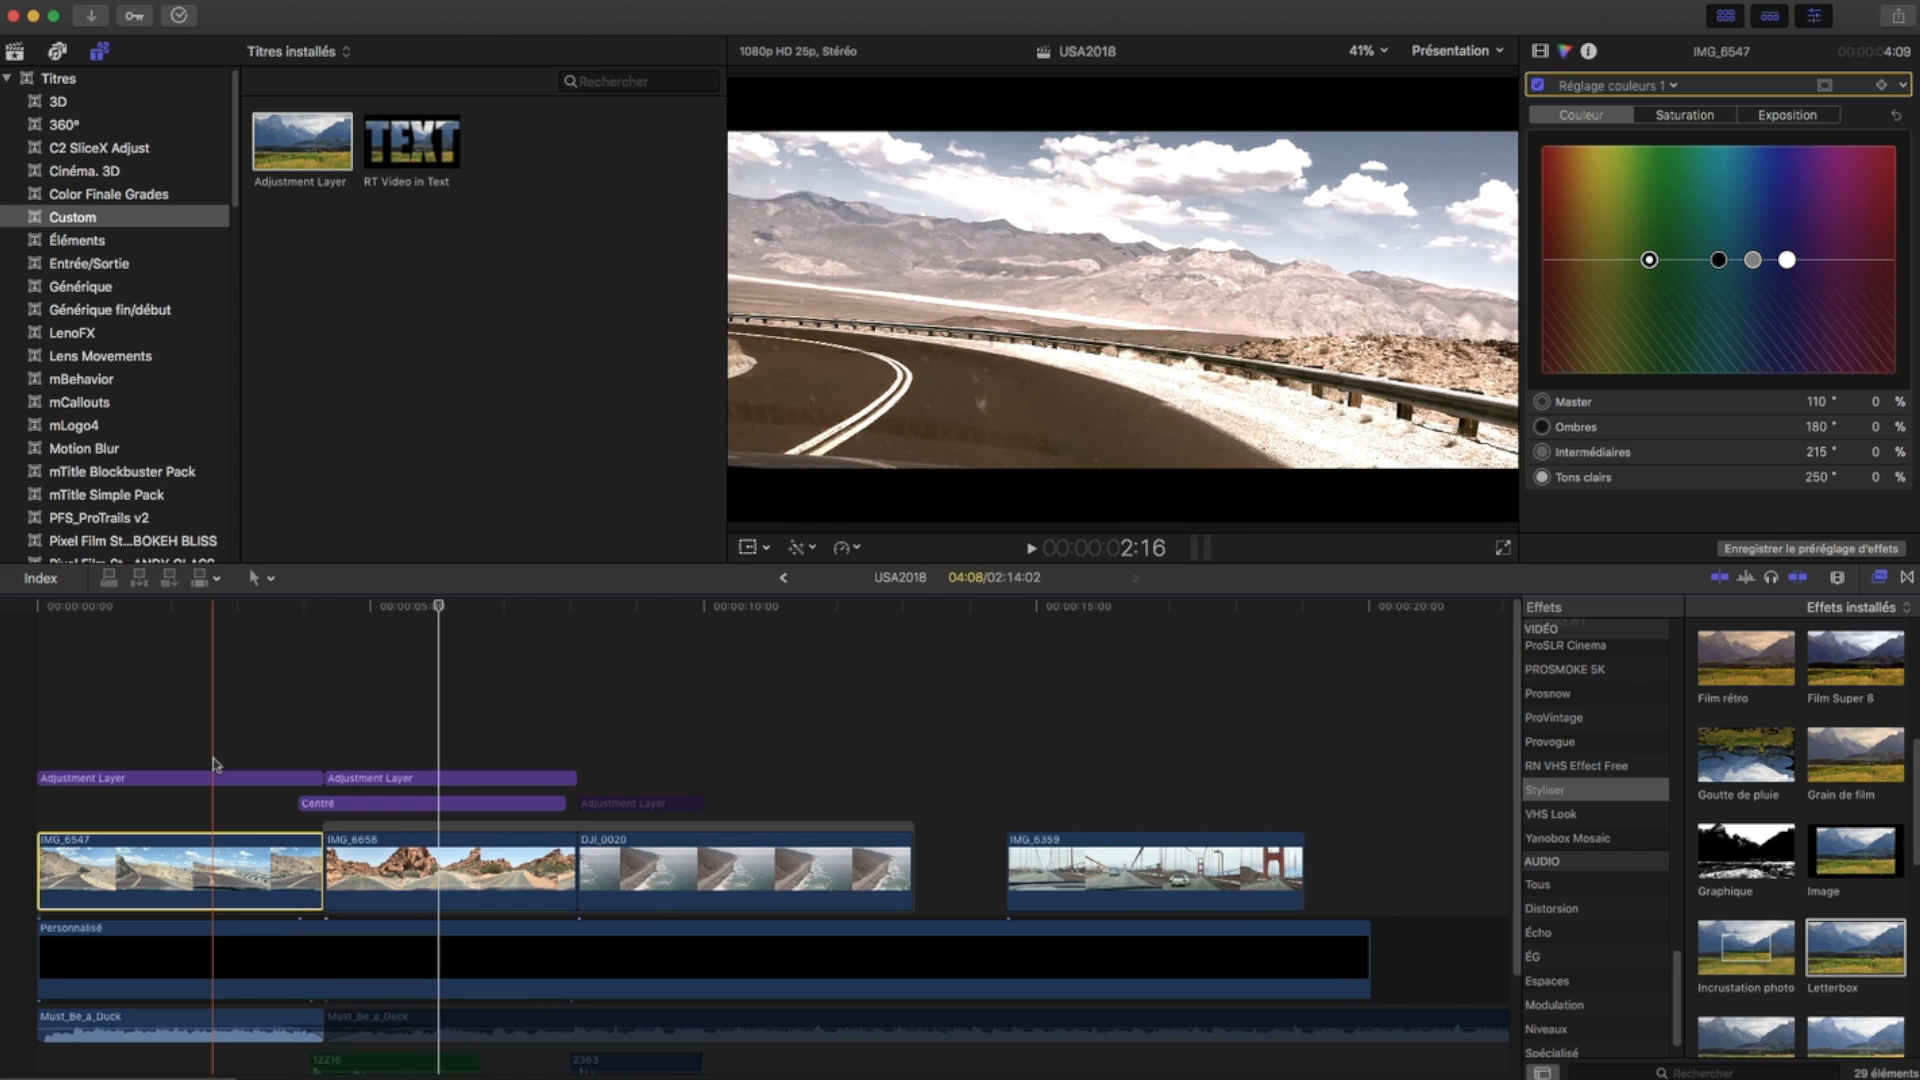 Titres installés
1080p HD 25p, Stéréo
USA2018
41%
Présentation
IMG_6547
00:00:04:09
Titres
Rechercher
3D
360°
C2 SliceX Adjust
Cinéma. 3D
Color Finale Grades
Custom
Éléments
Entrée/Sortie
Générique
Générique fin/début
LenoFX
Lens Movements
mBehavior
mCallouts
mLogo4
Motion Blur
mTitle Blockbuster Pack
mTitle Simple Pack
PFS_ProTrails v2
Pixel Film St...BOKEH BLISS
TEXT
Adjustment Layer
RT Video in Text
Réglage couleurs 1
Couleur
Saturation
Exposition
Master 110 ° 0 %
Ombres 180 ° 0 %
Intermédiaires 215 ° 0 %
Tons clairs 250 ° 0 %
Enregistrer le préréglage d'effets
00:00:02:16
Index
USA2018
04:08/02:14:02
00:00:00:00
00:00:05:
00:00:10:00
00:00:15:00
00:00:20:00
Adjustment Layer
Adjustment Layer
Centré
Adjustment Layer
IMG_6547
IMG_6658
DJI_0020
IMG_6359
Personnalisé
Must_Be_a_Duck
Must_Be_a_Duck
12216
2363
Effets
Effets installés
VIDÉO
ProSLR Cinema
PROSMOKE 5K
Prosnow
ProVintage
Provogue
RN VHS Effect Free
Styliser
VHS Look
Yanobox Mosaic
AUDIO
Tous
Distorsion
Écho
ÉG
Espaces
Modulation
Niveaux
Spécialisé
Film rétro
Film Super 8
Goutte de pluie
Grain de film
Graphique
Image
Incrustation photo
Letterbox
Rechercher
29 éléments